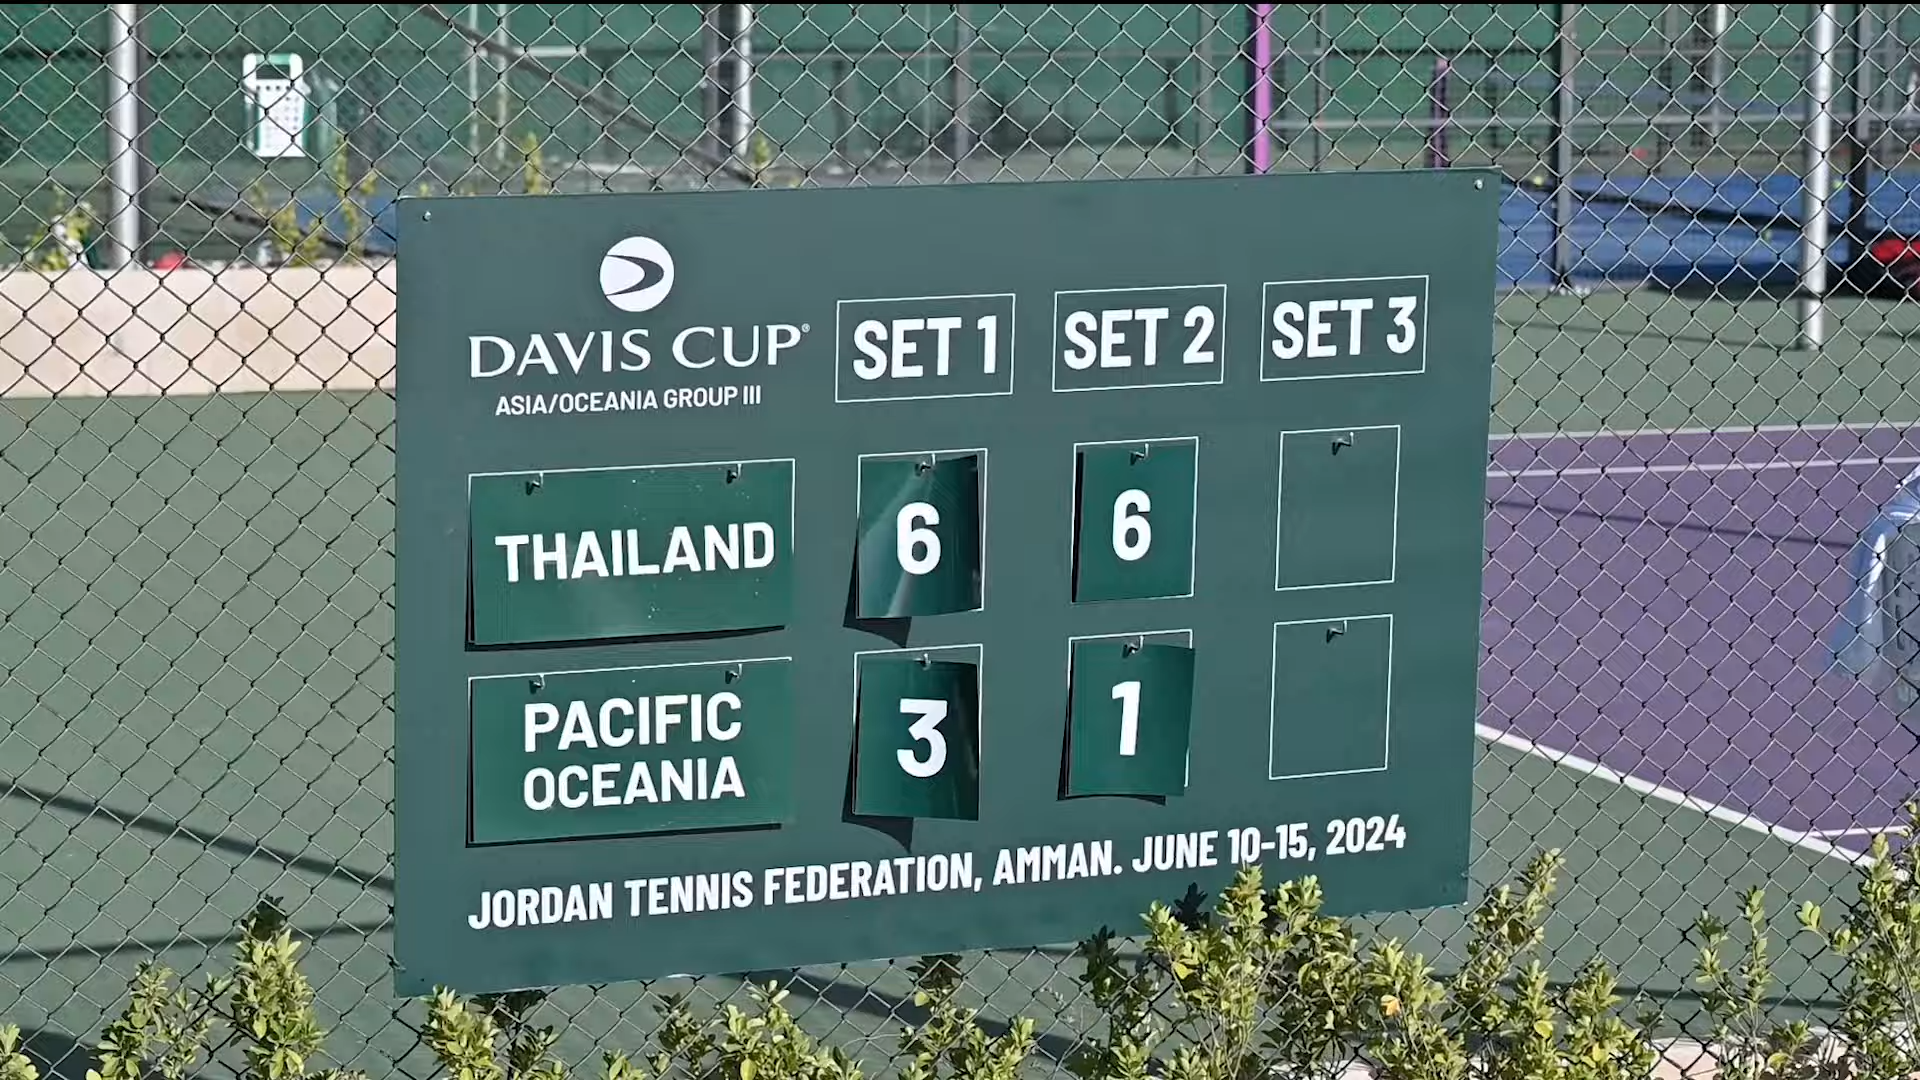 DAVIS CUP®
ASIA/OCEANIA GROUP III
SET 1 SET 2 SET 3
THAILAND 6 6
PACIFIC
OCEANIA 3 1
JORDAN TENNIS FEDERATION, AMMAN. JUNE 10-15, 2024